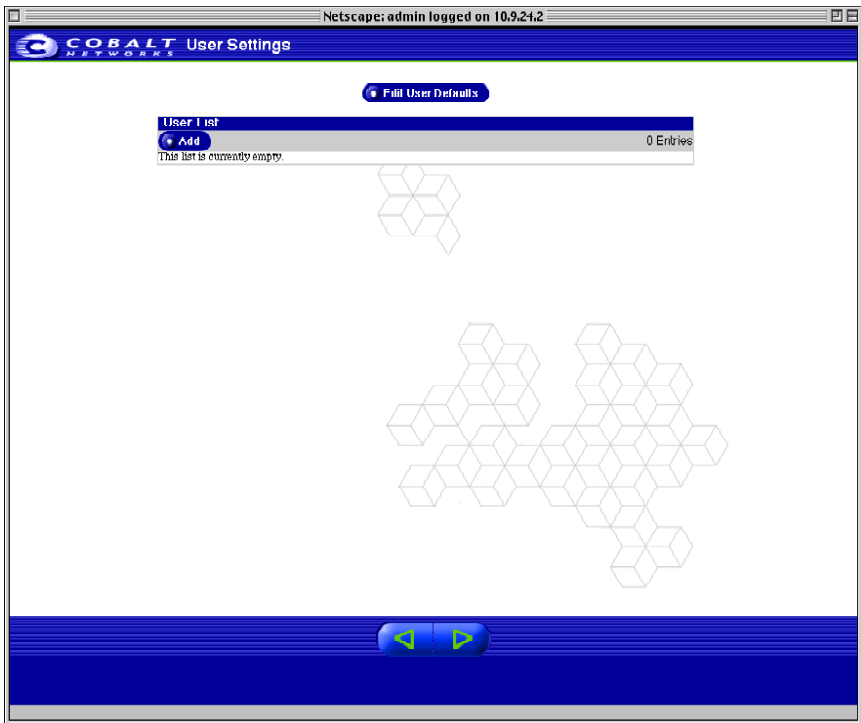 Netscape: admin logged on 10.9.24.2
COBALT NETWORKS User Settings
Edit User Defaults
User List
Add 0 Entries
This list is currently empty.